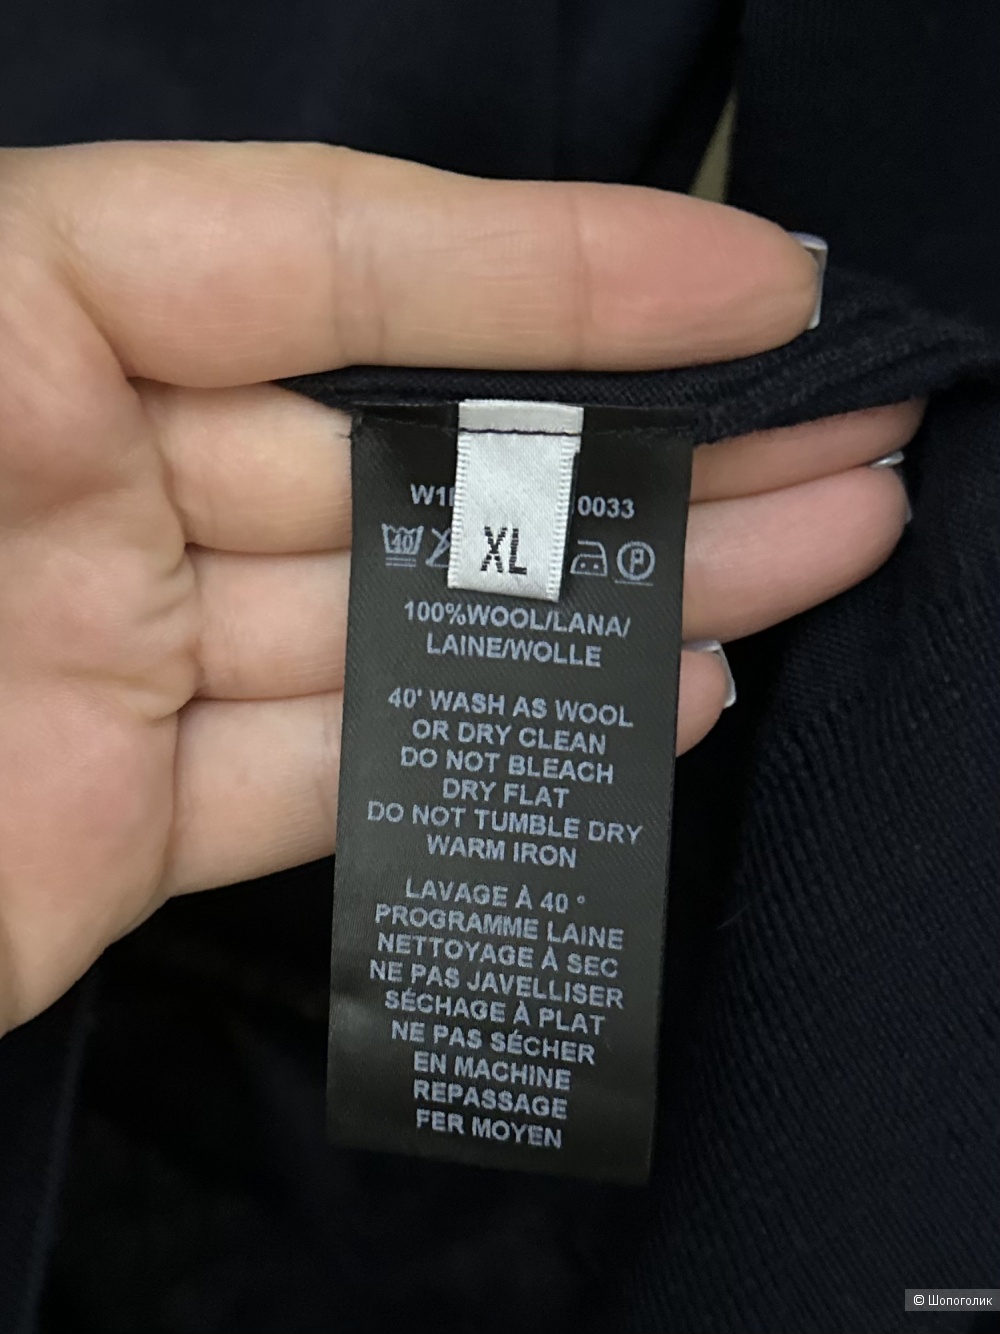 0033
40
XL
P
100%WOOL/LANA/
LAINE/WOLLE
40' WASH AS WOOL
OR DRY CLEAN
DO NOT BLEACH
DRY FLAT
DO NOT TUMBLE DRY
WARM IRON
LAVAGE À 40 °
PROGRAMME LAINE
NETTOYAGE À SEC
NE PAS JAVELLISER
SÉCHAGE À PLAT
NE PAS SÉCHER
EN MACHINE
REPASSAGE
FER MOYEN
© Шопоголик